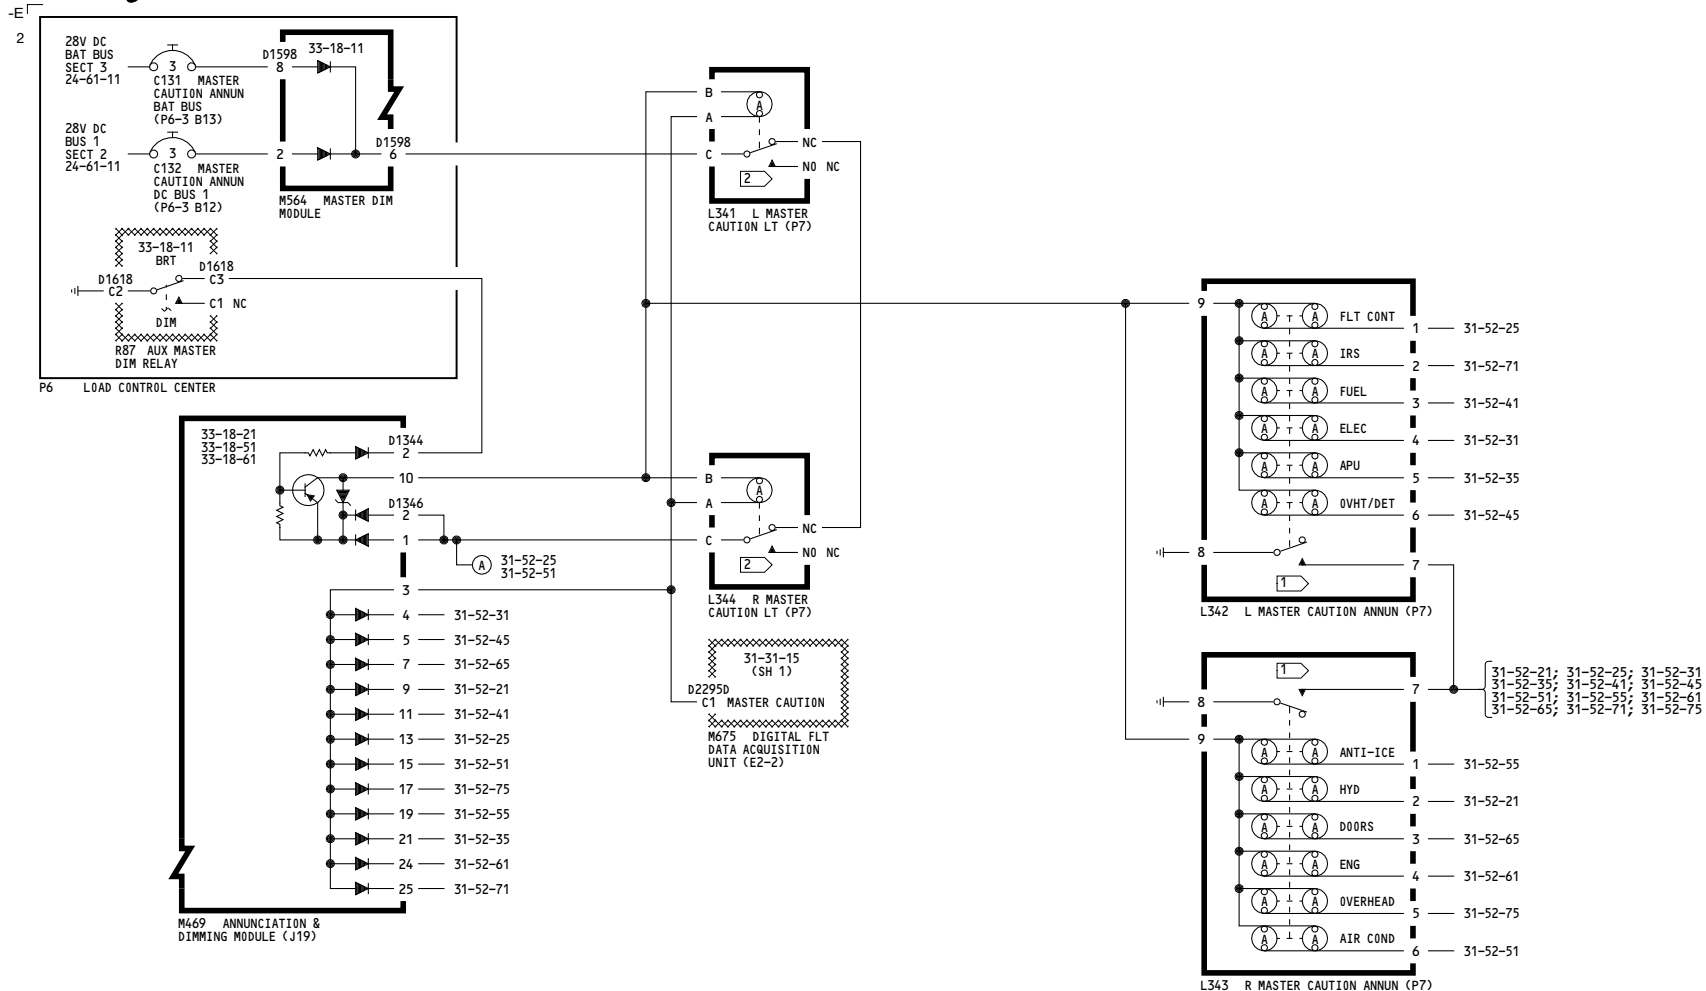 -E
2
28V DC
BAT BUS
SECT 3
24-61-11
3
C131 MASTER
CAUTION ANNUN
BAT BUS
(P6-3 B13)
D1598
8
33-18-11
28V DC
BUS 1
SECT 2
24-61-11
3
C132 MASTER
CAUTION ANNUN
DC BUS 1
(P6-3 B12)
2
D1598
6
M564 MASTER DIM
MODULE
33-18-11
BRT
D1618
C2
D1618
C3
C1 NC
DIM
R87 AUX MASTER
DIM RELAY
P6 LOAD CONTROL CENTER
33-18-21
33-18-51
33-18-61
D1344
2
10
D1346
2
1
A 31-52-25
31-52-51
3
4 31-52-31
5 31-52-45
7 31-52-65
9 31-52-21
11 31-52-41
13 31-52-25
15 31-52-51
17 31-52-75
19 31-52-55
21 31-52-35
24 31-52-61
25 31-52-71
M469 ANNUNCIATION &
DIMMING MODULE (J19)
B
A
A
C
NC
NO NC
2
L341 L MASTER
CAUTION LT (P7)
B
A
A
C
NC
NO NC
2
L344 R MASTER
CAUTION LT (P7)
31-31-15
(SH 1)
D2295D
C1 MASTER CAUTION
M675 DIGITAL FLT
DATA ACQUISITION
UNIT (E2-2)
9
A T A FLT CONT
1 31-52-25
A T A IRS
2 31-52-71
A T A FUEL
3 31-52-41
A T A ELEC
4 31-52-31
A T A APU
5 31-52-35
A T A OVHT/DET
6 31-52-45
8
7
1
L342 L MASTER CAUTION ANNUN (P7)
1
8
7
31-52-21; 31-52-25; 31-52-31
31-52-35; 31-52-41; 31-52-45
31-52-51; 31-52-55; 31-52-61
31-52-65; 31-52-71; 31-52-75
9
A A ANTI-ICE
1 31-52-55
A A HYD
2 31-52-21
A A DOORS
3 31-52-65
A A ENG
4 31-52-61
A A OVERHEAD
5 31-52-75
A A AIR COND
6 31-52-51
L343 R MASTER CAUTION ANNUN (P7)